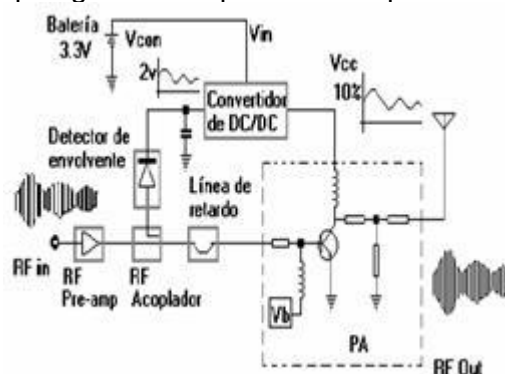 Batería
3.3V
Vcon
Vin
2v
Vcc
10%
Convertidor
de DC/DC
Detector de
envolvente
Línea de
retardo
RF in
RF
Pre-amp
RF
Acoplador
Vb
PA
RF Out